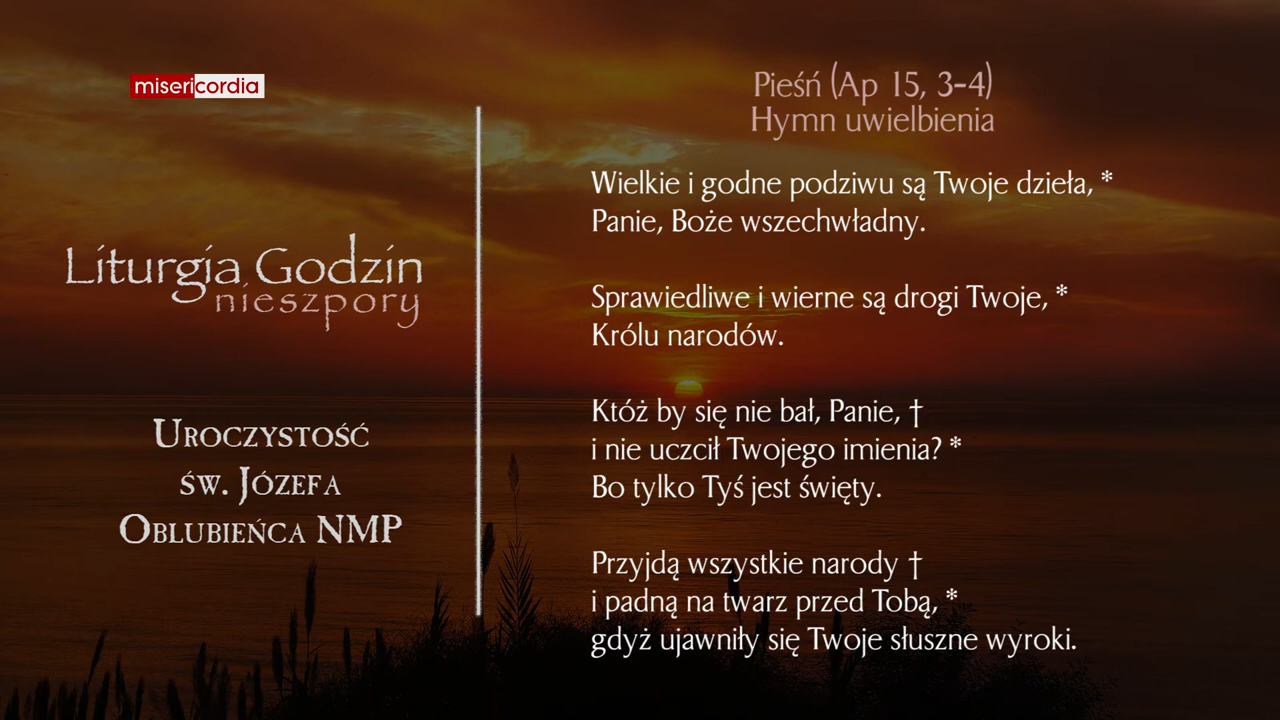 misericordia
Liturgia Godzin
nieszpory
Uroczystość
św. Józefa
Oblubieńca NMP
Pieśń (Ap 15, 3-4)
Hymn uwielbienia
Wielkie i godne podziwu są Twoje dzieła, *
Panie, Boże wszechwładny.
Sprawiedliwe i wierne są drogi Twoje, *
Królu narodów.
Któż by się nie bał, Panie, †
i nie uczcił Twojego imienia? *
Bo tylko Tyś jest święty.
Przyjdą wszystkie narody †
i padną na twarz przed Tobą, *
gdyż ujawniły się Twoje słuszne wyroki.